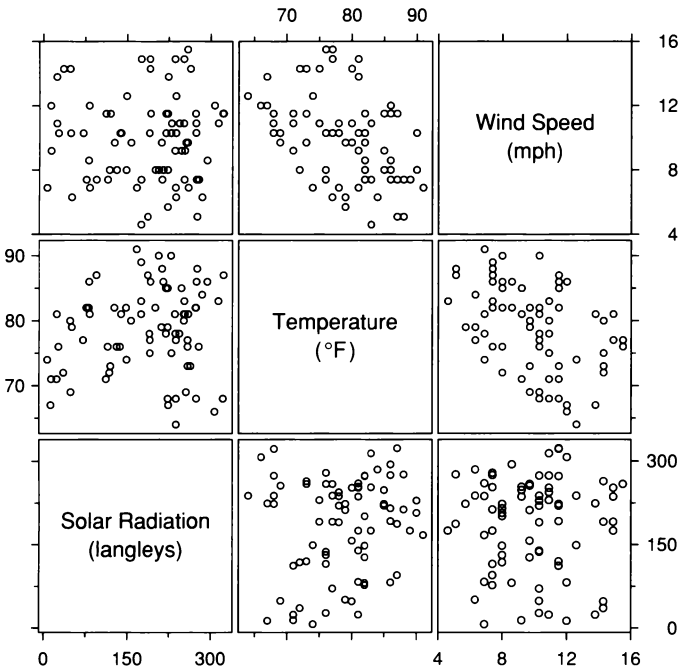 70 80 90
16
12
8
4
Wind Speed
(mph)
90
80
70
Temperature
(°F)
300
150
0
Solar Radiation
(langleys)
0 150 300
4 8 12 16